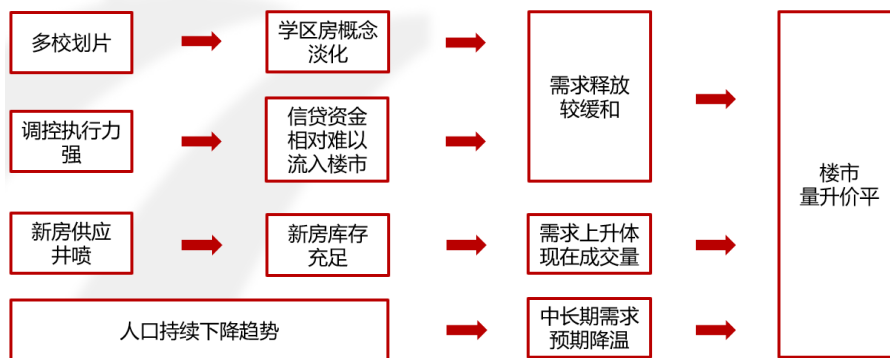 多校划片
学区房概念
淡化
需求释放
较缓和
调控执行力
强
信贷资金
相对难以
流入楼市
楼市
量升价平
新房供应
井喷
新房库存
充足
需求上升体
现在成交量
人口持续下降趋势
中长期需求
预期降温